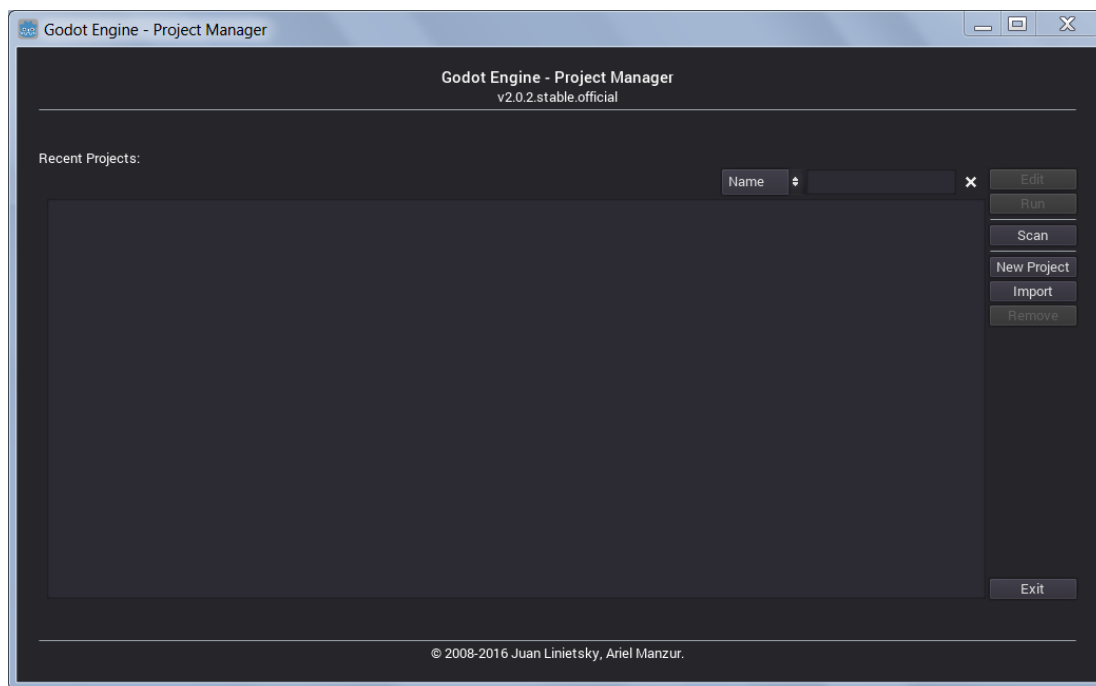 Godot Engine - Project Manager
Godot Engine - Project Manager
v2.0.2.stable.official
Recent Projects:
Name
Edit
Run
Scan
New Project
Import
Remove
Exit
© 2008-2016 Juan Linietsky, Ariel Manzur.